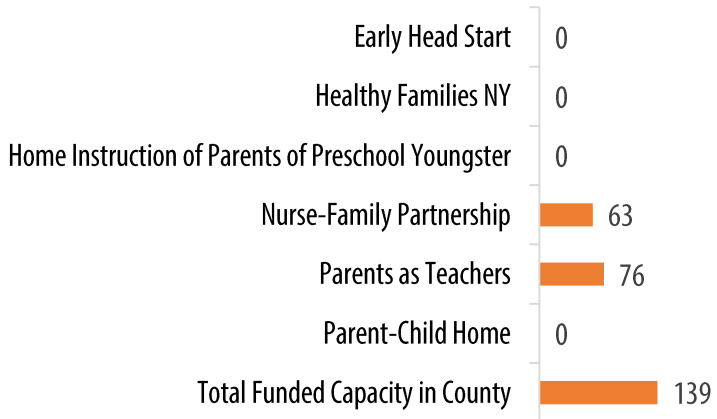 Early Head Start 0
Healthy Families NY 0
Home Instruction of Parents of Preschool Youngster 0
Nurse-Family Partnership 63
Parents as Teachers 76
Parent-Child Home 0
Total Funded Capacity in County 139